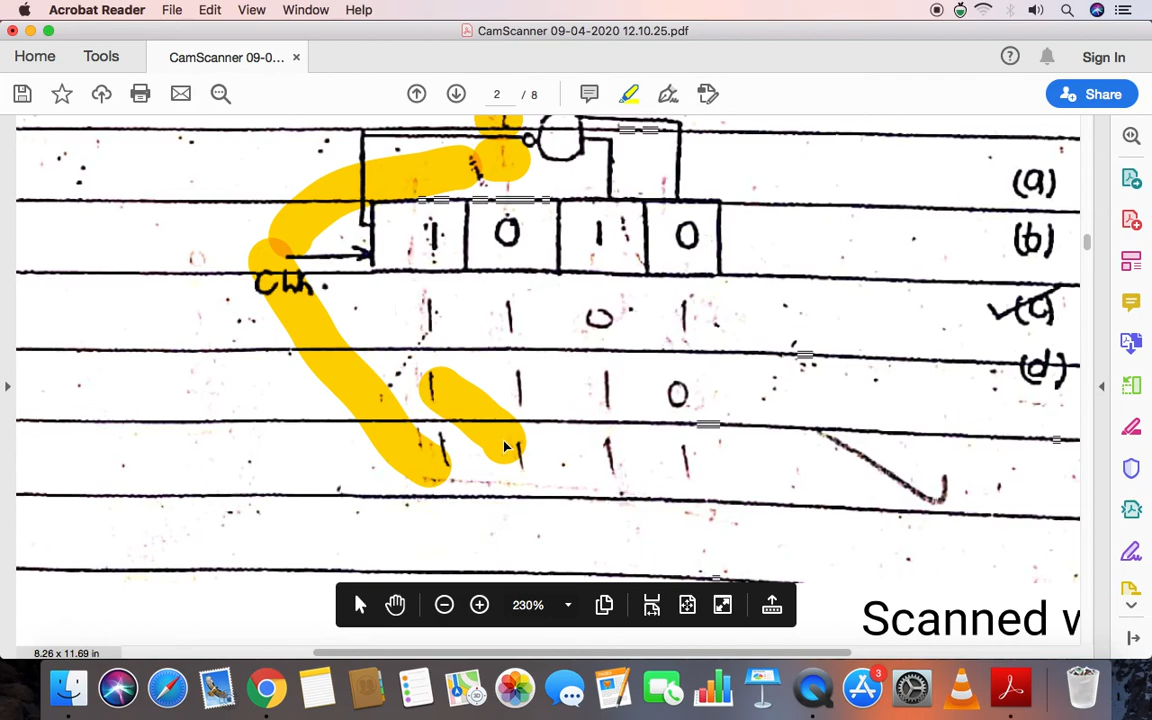 Acrobat Reader File Edit View Window Help
CamScanner 09-04-2020 12.10.25.pdf
Home Tools CamScanner 09-0... × Sign In
2 / 8 Share
(a)
1 0 1 0 (b)
Clk.
1 1 0 1 (c)
1 1 1 0 (d)
1 1 1 1
230%
Scanned w
8.26 x 11.69 in
3